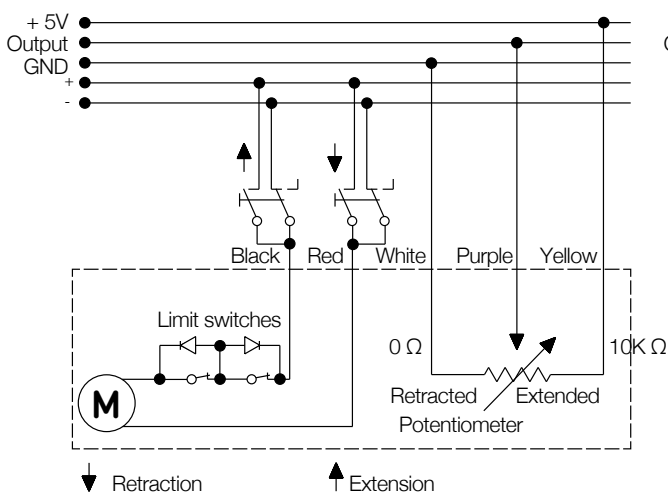 + 5V
Output
GND
+
-
Black Red White Purple Yellow
Limit switches
0 Ω 10K Ω
M
Retracted Extended
Potentiometer
Retraction Extension